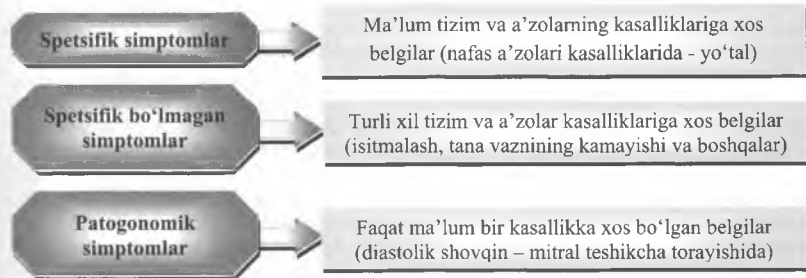 Spetsifik simptomlar
Ma’lum tizim va a’zolarning kasalliklariga xos
belgilar (nafas a’zolari kasalliklarida - yo‘tal)
Spetsifik bo‘lmagan
simptomlar
Turli xil tizim va a’zolar kasalliklariga xos belgilar
(isitmalash, tana vaznining kamayishi va boshqalar)
Patogonomik
simptomlar
Faqat ma’lum bir kasallikka xos bo‘lgan belgilar
(diastolik shovqin – mitral teshikcha torayishida)